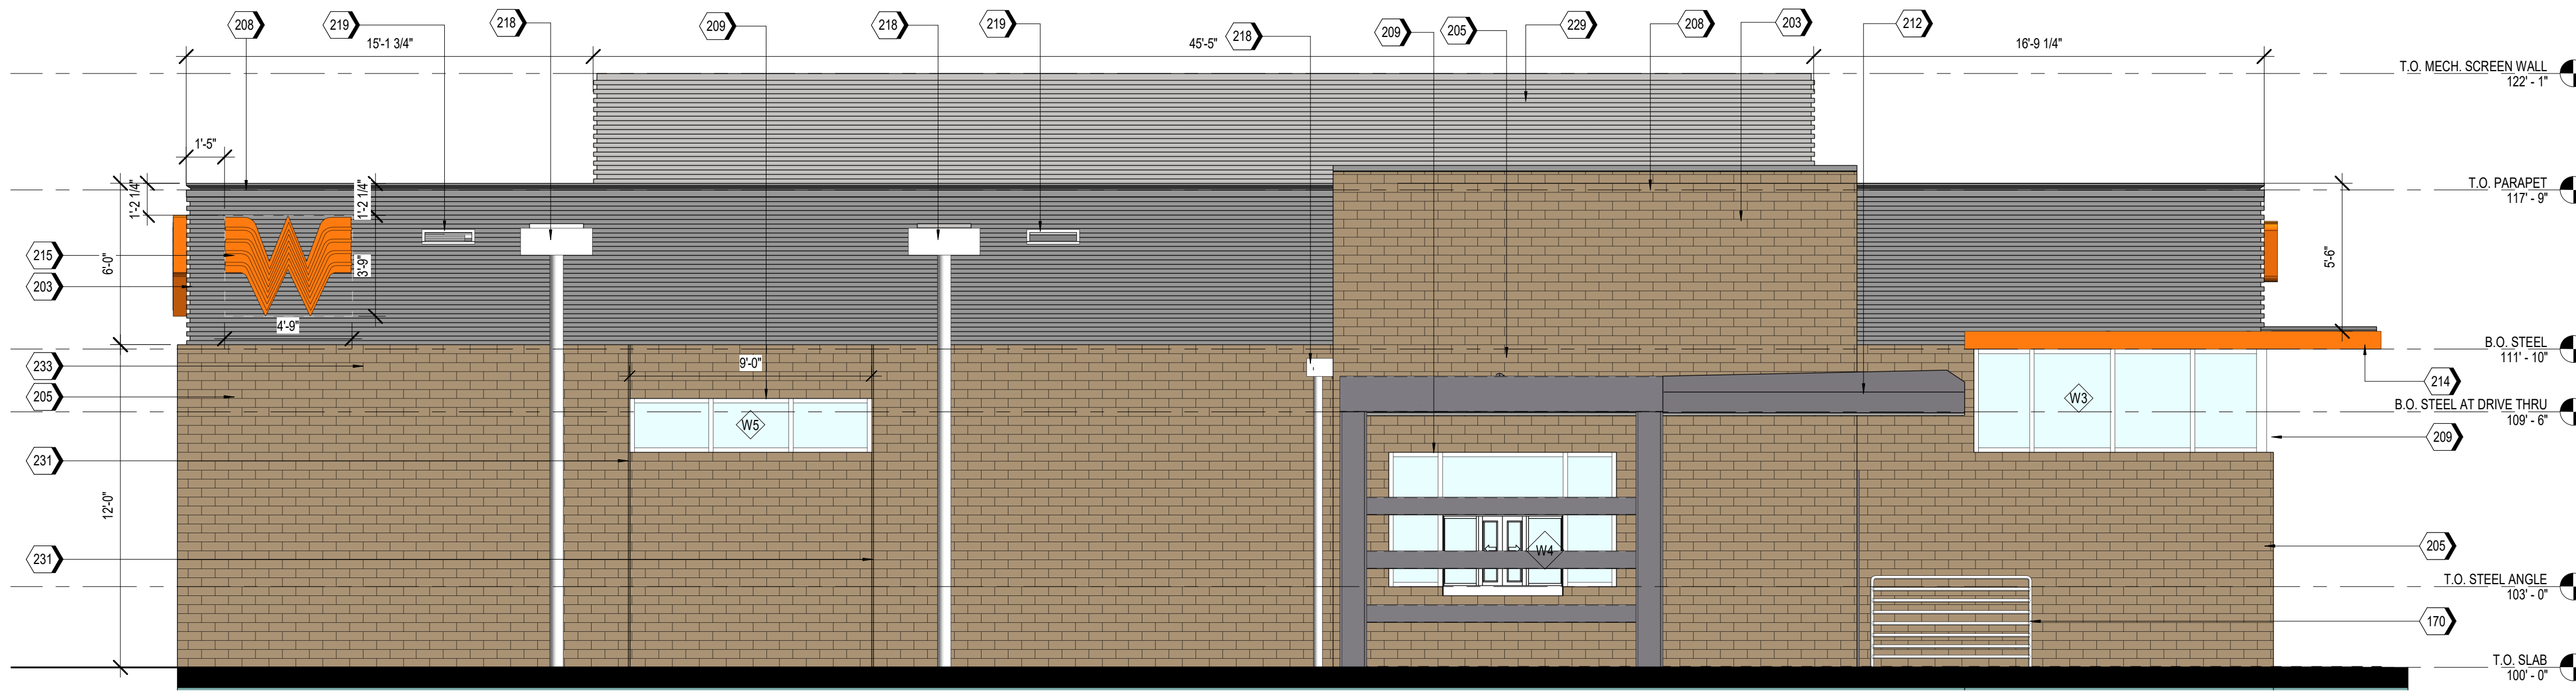 208
219
218
209
218
219
218
209
205
229
208
203
212
15'-1 3/4"
45'-5"
16'-9 1/4"
T.O. MECH. SCREEN WALL
122' - 1"
1'-5"
1'-2 1/4"
1'-2 1/4"
T.O. PARAPET
117' - 9"
215
6'-0"
3'-9"
5'-6"
203
4'-9"
B.O. STEEL
111' - 10"
233
9'-0"
214
205
W3
B.O. STEEL AT DRIVE THRU
109' - 6"
W5
209
231
12'-0"
231
W4
205
T.O. STEEL ANGLE
103' - 0"
170
T.O. SLAB
100' - 0"